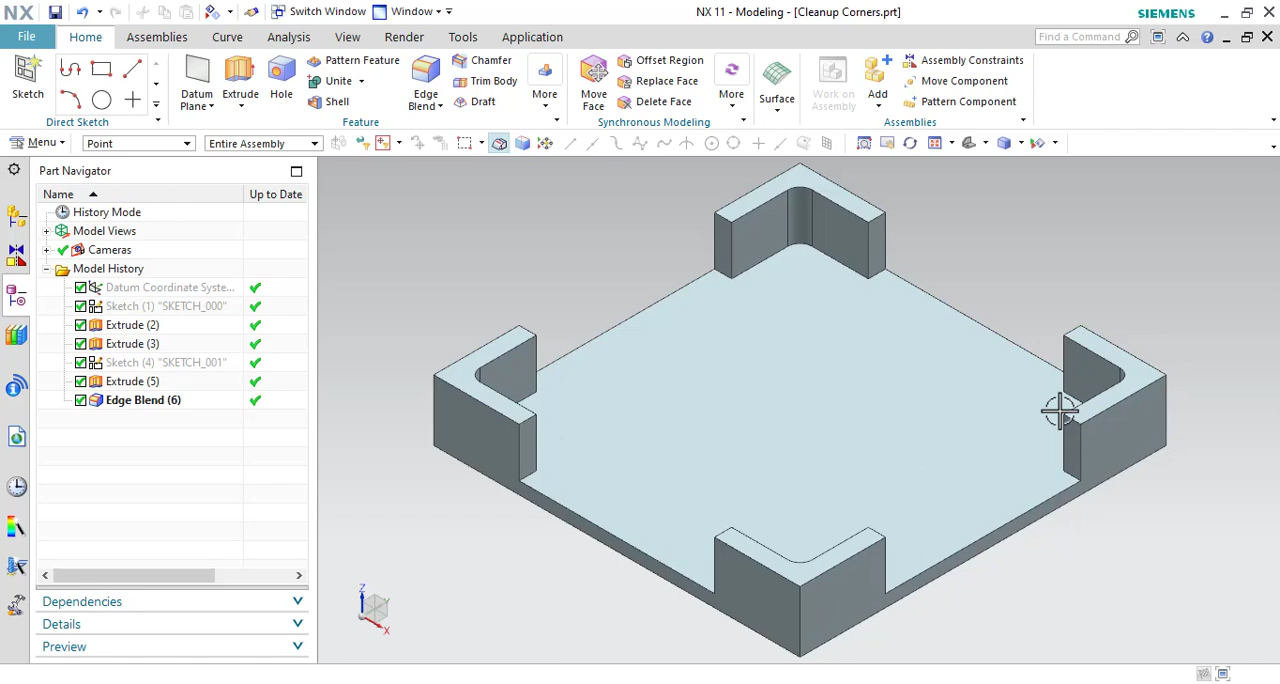 NX
Switch Window
Window
NX 11 - Modeling - [Cleanup Corners.prt]
SIEMENS
File
Home
Assemblies
Curve
Analysis
View
Render
Tools
Application
Find a Command
Sketch
Direct Sketch
Datum
Plane
Extrude
Hole
Pattern Feature
Unite
Shell
Edge
Blend
Chamfer
Trim Body
Draft
More
Feature
Move
Face
Offset Region
Replace Face
Delete Face
More
Synchronous Modeling
Surface
Work on
Assembly
Add
Assembly Constraints
Move Component
Pattern Component
Assemblies
Menu
Point
Entire Assembly
Part Navigator
Name
Up to Date
History Mode
Model Views
Cameras
Model History
Datum Coordinate Syste...
Sketch (1) "SKETCH_000"
Extrude (2)
Extrude (3)
Sketch (4) "SKETCH_001"
Extrude (5)
Edge Blend (6)
Dependencies
Details
Preview
Z
Y
X